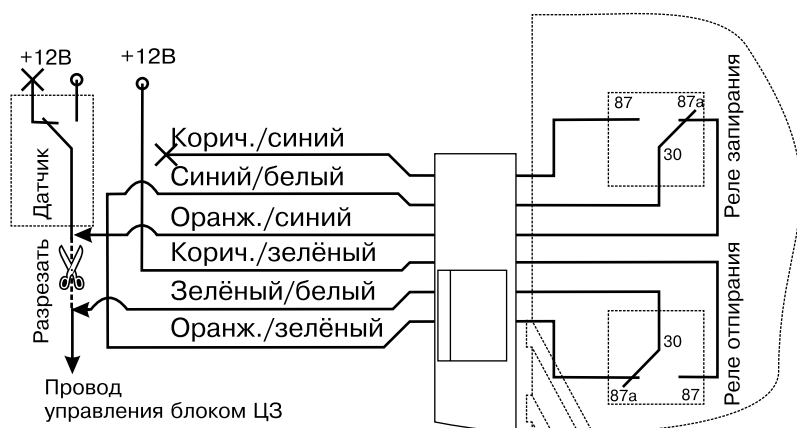 +12В
+12В
Датчик
Разрезать
Корич./синий
Синий/белый
Оранж./синий
Корич./зелёный
Зелёный/белый
Оранж./зелёный
87
87а
30
Реле запирания
30
87а
87
Реле отпирания
Провод
управления блоком ЦЗ